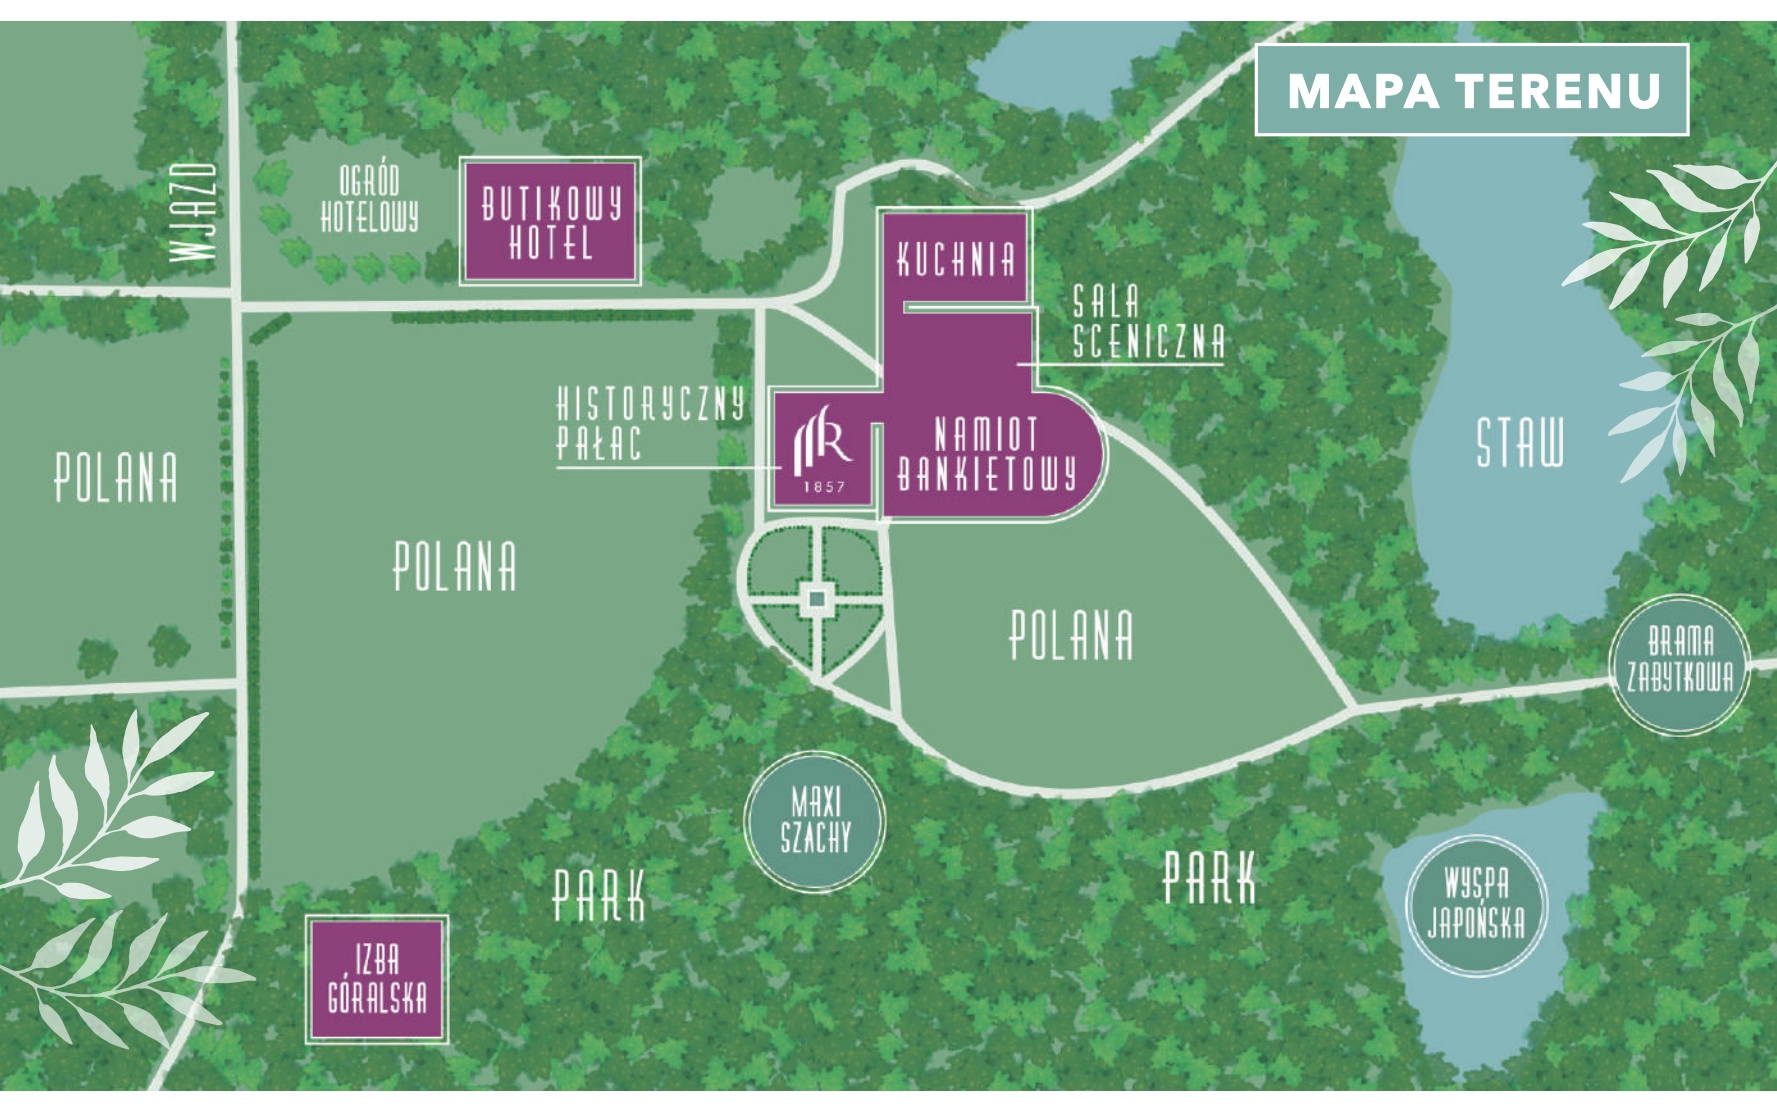 MAPA TERENU
WJAZD
OGRÓD
HOTELOWY
BUTIKOWY
HOTEL
KUCHNIA
SALA
SCENICZNA
HISTORYCZNY
PAŁAC
R
1857
NAMIOT
BANKIETOWY
STAW
POLANA
POLANA
POLANA
BRAMA
ZABYTKOWA
MAXI
SZACHY
PARK
PARK
WYSPA
JAPOŃSKA
IZBA
GÓRALSKA